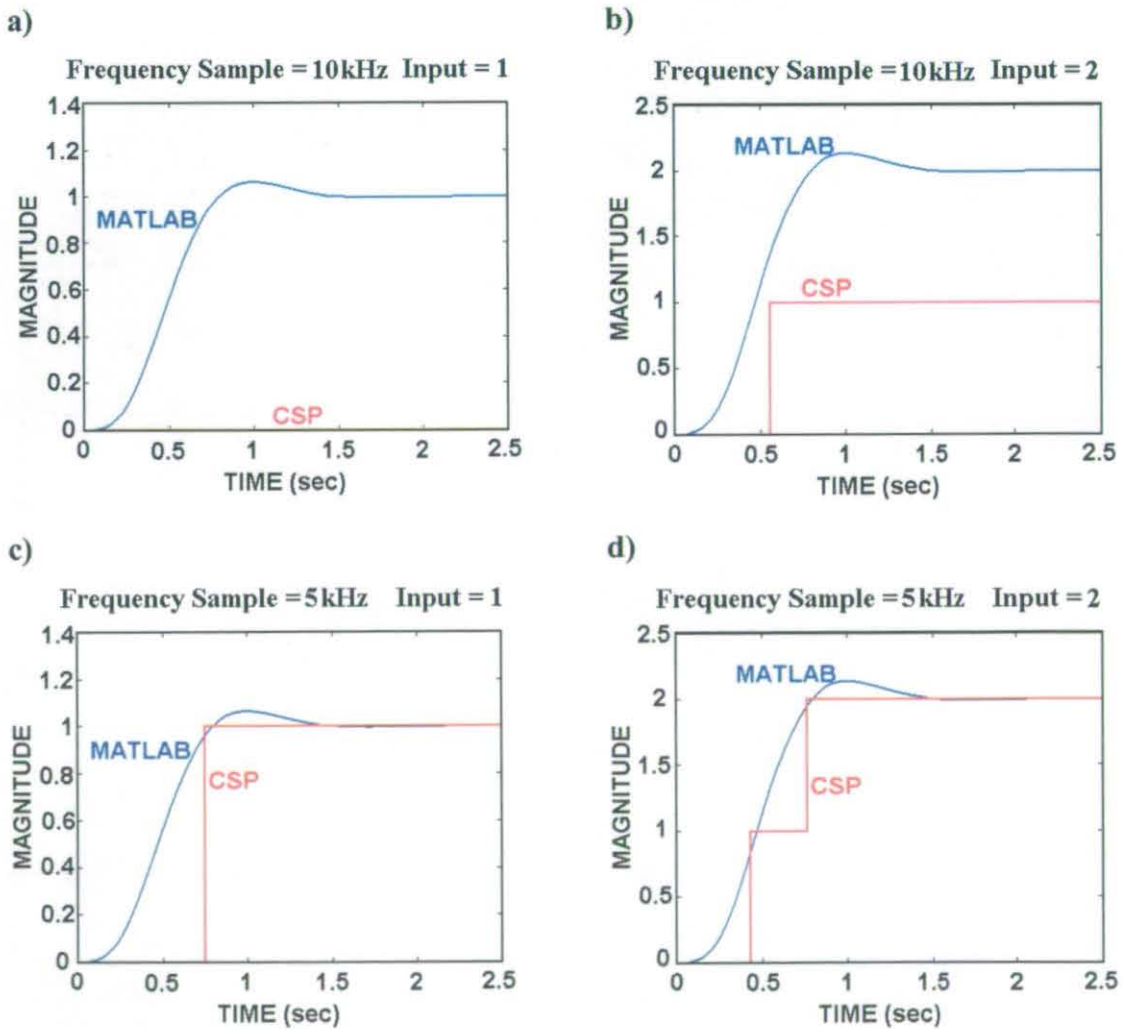 a)
Frequency Sample = 10kHz Input = 1
1.4
1.2
1
0.8
0.6
0.4
0.2
0
MAGNITUDE
MATLAB
CSP
0 0.5 1 1.5 2 2.5
TIME (sec)
b)
Frequency Sample = 10kHz Input = 2
2.5
2
1.5
1
0.5
0
MAGNITUDE
MATLAB
CSP
0 0.5 1 1.5 2 2.5
TIME (sec)
c)
Frequency Sample = 5kHz Input = 1
1.4
1.2
1
0.8
0.6
0.4
0.2
0
MAGNITUDE
MATLAB
CSP
0 0.5 1 1.5 2 2.5
TIME (sec)
d)
Frequency Sample = 5kHz Input = 2
2.5
2
1.5
1
0.5
0
MAGNITUDE
MATLAB
CSP
0 0.5 1 1.5 2 2.5
TIME (sec)